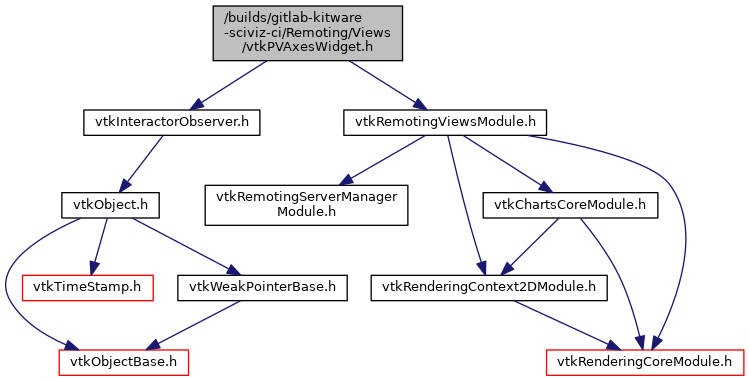 /builds/gitlab-kitware
-sciviz-ci/Remoting/Views
/vtkPVAxesWidget.h
vtkInteractorObserver.h
vtkRemotingViewsModule.h
vtkObject.h
vtkRemotingServerManager
Module.h
vtkChartsCoreModule.h
vtkTimeStamp.h
vtkWeakPointerBase.h
vtkRenderingContext2DModule.h
vtkObjectBase.h
vtkRenderingCoreModule.h